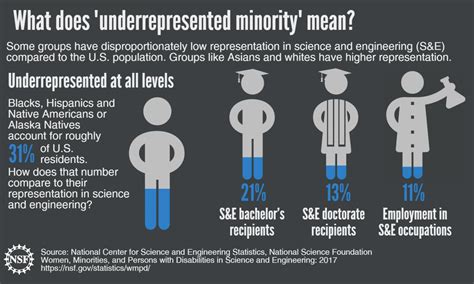 What does 'underrepresented minority' mean?
Some groups have disproportionately low representation in science and engineering (S&E)
compared to the U.S. population. Groups like Asians and whites have higher representation.
Underrepresented at all levels
Blacks, Hispanics and
Native Americans or
Alaska Natives
account for roughly
31% of U.S.
residents.
How does that number
compare to their
representation in science
and engineering?
21%
S&E bachelor's
recipients
13%
S&E doctorate
recipients
11%
Employment in
S&E occupations
NSF
Source: National Center for Science and Engineering Statistics, National Science Foundation
Women, Minorities, and Persons with Disabilities in Science and Engineering: 2017
https://nsf.gov/statistics/wmpd/